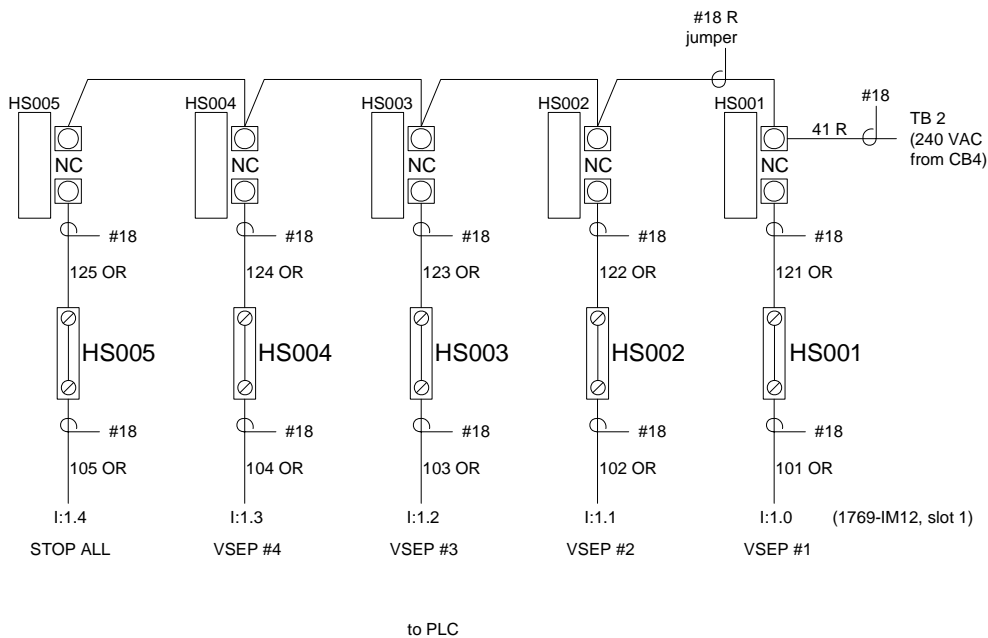 #18 R
jumper
HS005
HS004
HS003
HS002
HS001
#18
41 R
TB 2
(240 VAC
from CB4)
NC
NC
NC
NC
NC
#18
#18
#18
#18
#18
125 OR
124 OR
123 OR
122 OR
121 OR
HS005
HS004
HS003
HS002
HS001
#18
#18
#18
#18
#18
105 OR
104 OR
103 OR
102 OR
101 OR
I:1.4
I:1.3
I:1.2
I:1.1
I:1.0
(1769-IM12, slot 1)
STOP ALL
VSEP #4
VSEP #3
VSEP #2
VSEP #1
to PLC